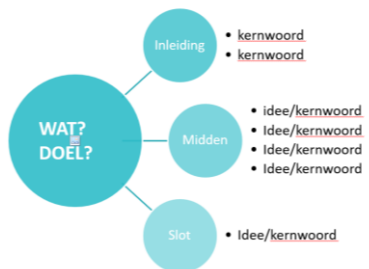 WAT?
DOEL?
Inleiding
• kernwoord
• kernwoord
Midden
• idee/kernwoord
• Idee/kernwoord
• Idee/kernwoord
• Idee/kernwoord
Slot
• Idee/kernwoord